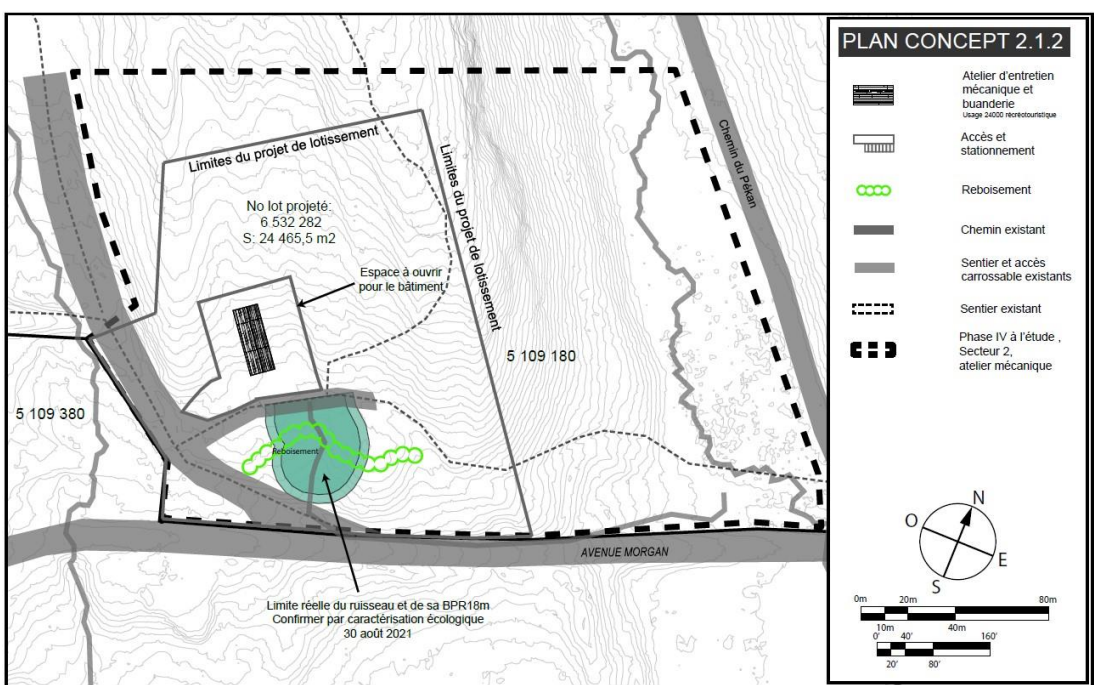 Limites du projet de lotissement
Limites du projet de lotissement
No lot projeté:
6 532 282
S: 24 465,5 m2
Espace à ouvrir
pour le bâtiment
5 109 180
5 109 380
Reboisement
Chemin du Pékan
AVENUE MORGAN
Limite réelle du ruisseau et de sa BPR18m
Confirmer par caractérisation écologique
30 août 2021
PLAN CONCEPT 2.1.2
Atelier d'entretien
mécanique et
buanderie
Usage 24000 récréotouristique
Accès et
stationnement
Reboisement
Chemin existant
Sentier et accès
carrossable existants
Sentier existant
Phase IV à l'étude ,
Secteur 2,
atelier mécanique
N
O
E
S
0m 20m 80m
10m 40m
0' 40' 160'
20' 80'